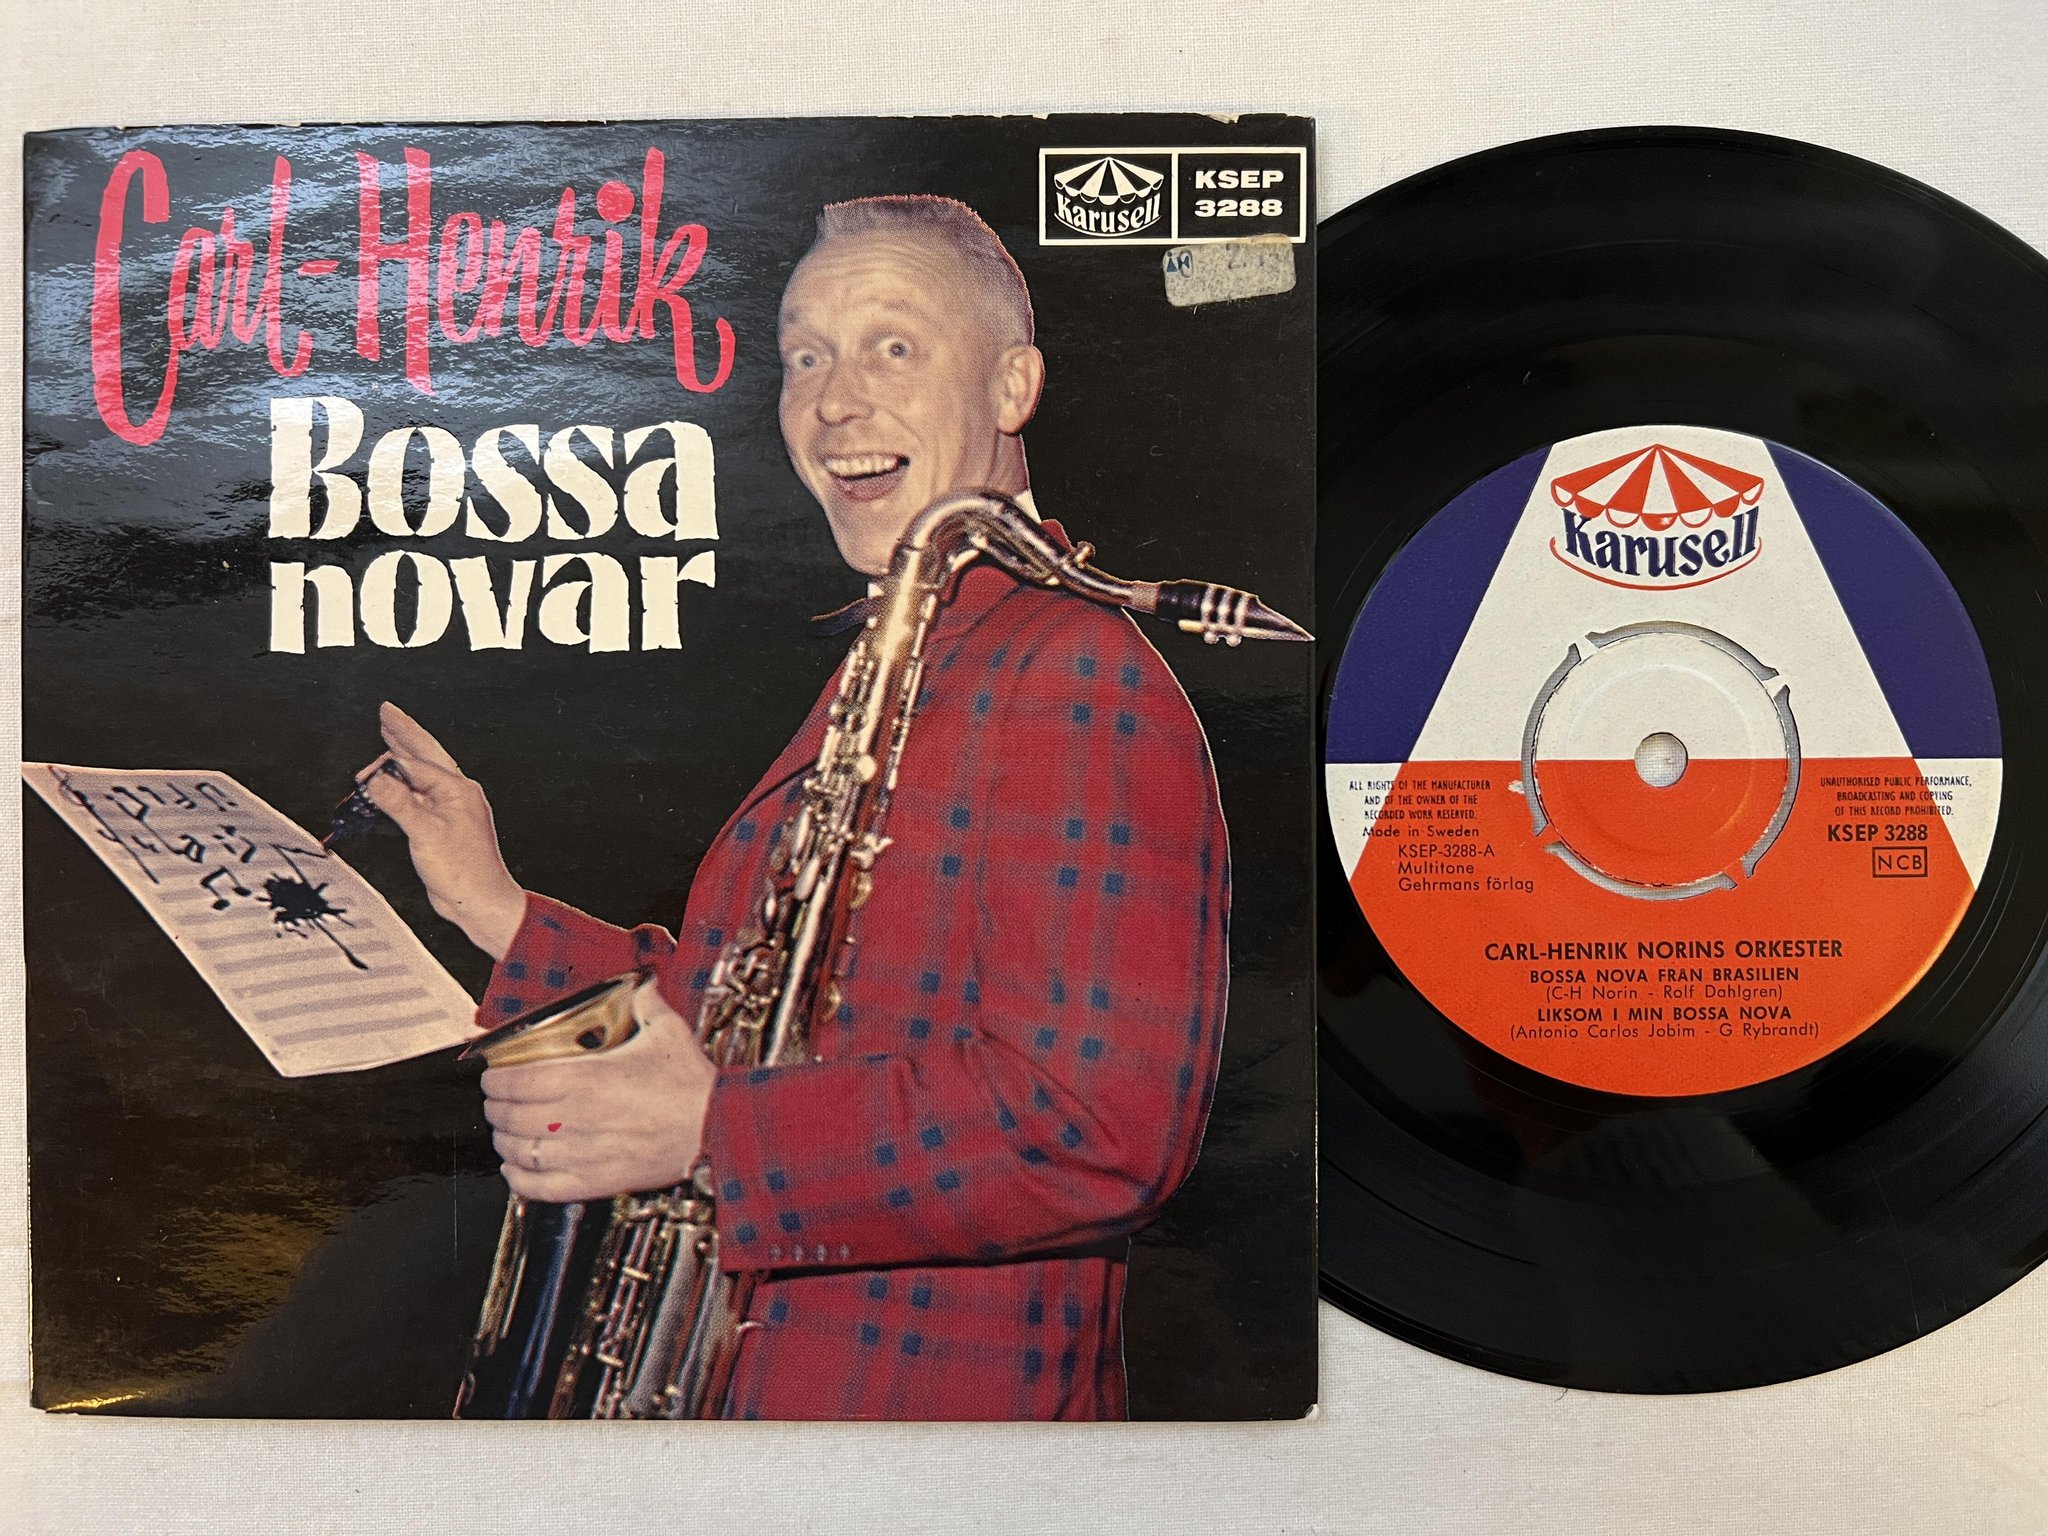 Carl-Henrik
Bossa
novar
Karusell
KSEP
3288
Karusell
ALL RIGHTS OF THE MANUFACTURER
AND OF THE OWNER OF THE
RECORDED WORK RESERVED.
Made in Sweden
KSEP-3288-A
Multitone
Gehrmans förlag
UNAUTHORISED PUBLIC PERFORMANCE,
BROADCASTING AND COPYING
OF THIS RECORD PROHIBITED.
KSEP 3288
NCB
CARL-HENRIK NORINS ORKESTER
BOSSA NOVA FRÅN BRASILIEN
(C-H Norin - Rolf Dahlgren)
LIKSOM I MIN BOSSA NOVA
(Antonio Carlos Jobim - G Rybrandt)